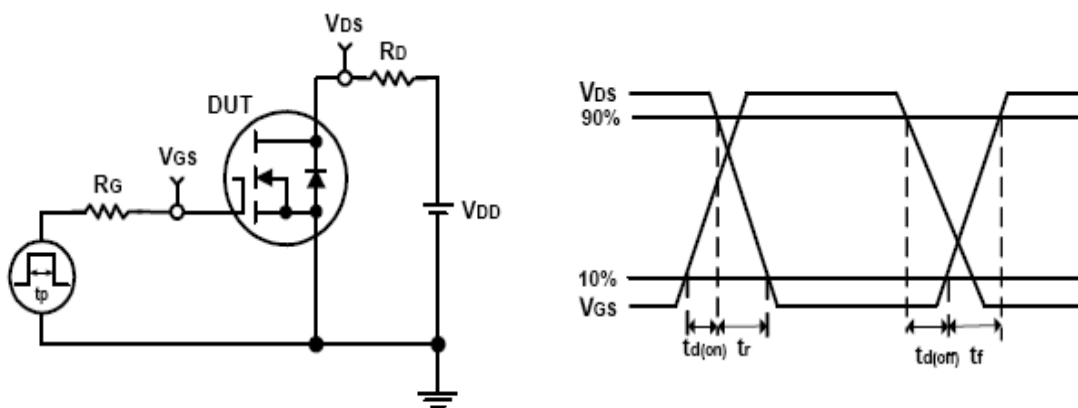 VDS
RD
DUT
VGS
RG
VDD
tp
VDS
90%
10%
VGS
td(on) tr
td(off) tf